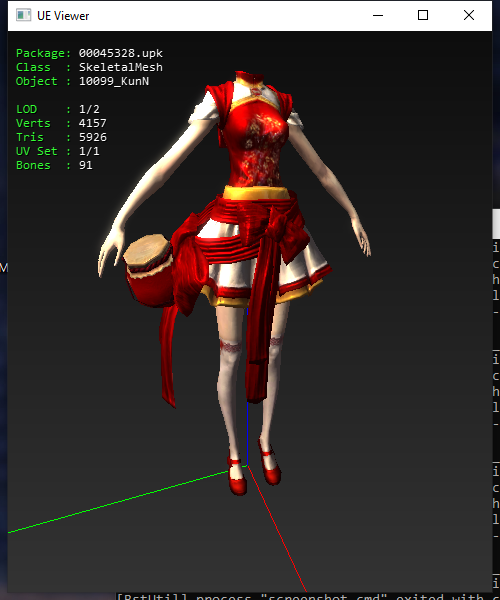 UE Viewer
Package: 00045328.upk
Class : SkeletalMesh
Object : 10099_KunN
LOD : 1/2
Verts : 4157
Tris : 5926
UV Set : 1/1
Bones : 91
M
i
c
h
l
-
i
c
h
l
-
i
c
h
l
-
i
[BstUtil] process "screenshot.cmd" exited with c